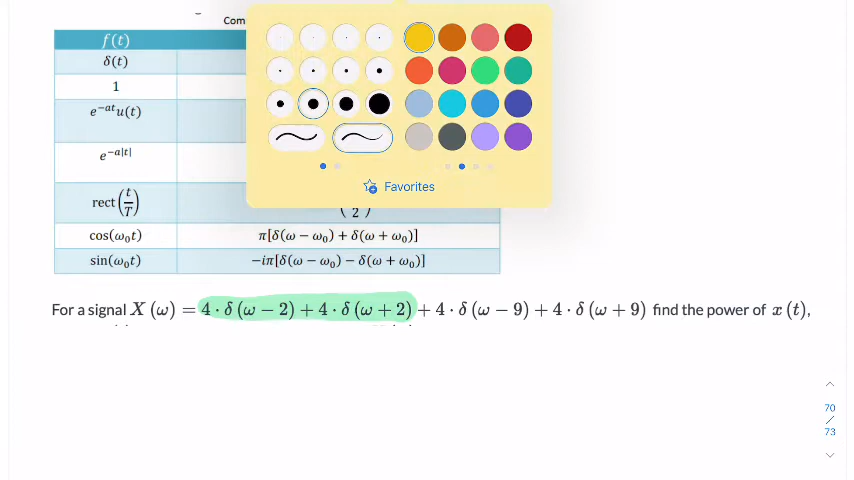 Com
f(t)
δ(t)
1
e^{-at}u(t)
e^{-a|t|}
rect(t/T)
2 )
cos(ω₀t) π[δ(ω − ω₀) + δ(ω + ω₀)]
sin(ω₀t) −iπ[δ(ω − ω₀) − δ(ω + ω₀)]
Favorites
For a signal X (ω) = 4 · δ (ω − 2) + 4 · δ (ω + 2) + 4 · δ (ω − 9) + 4 · δ (ω + 9) find the power of x (t),
70
/
73